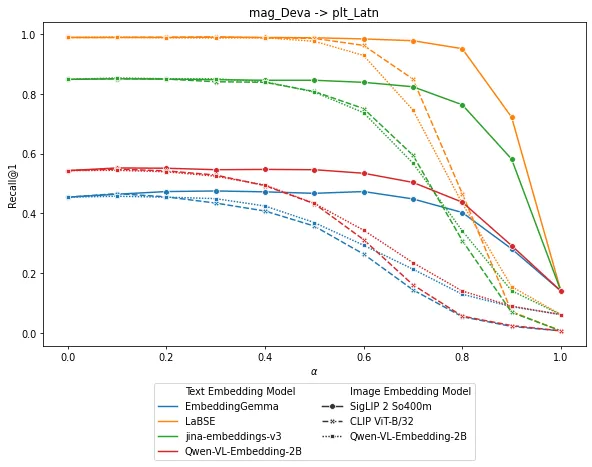 mag_Deva -> plt_Latn
Recall@1
1.0
0.8
0.6
0.4
0.2
0.0
0.0 0.2 0.4 0.6 0.8 1.0
α
Text Embedding Model
EmbeddingGemma
LaBSE
jina-embeddings-v3
Qwen-VL-Embedding-2B
Image Embedding Model
SigLIP 2 So400m
CLIP ViT-B/32
Qwen-VL-Embedding-2B